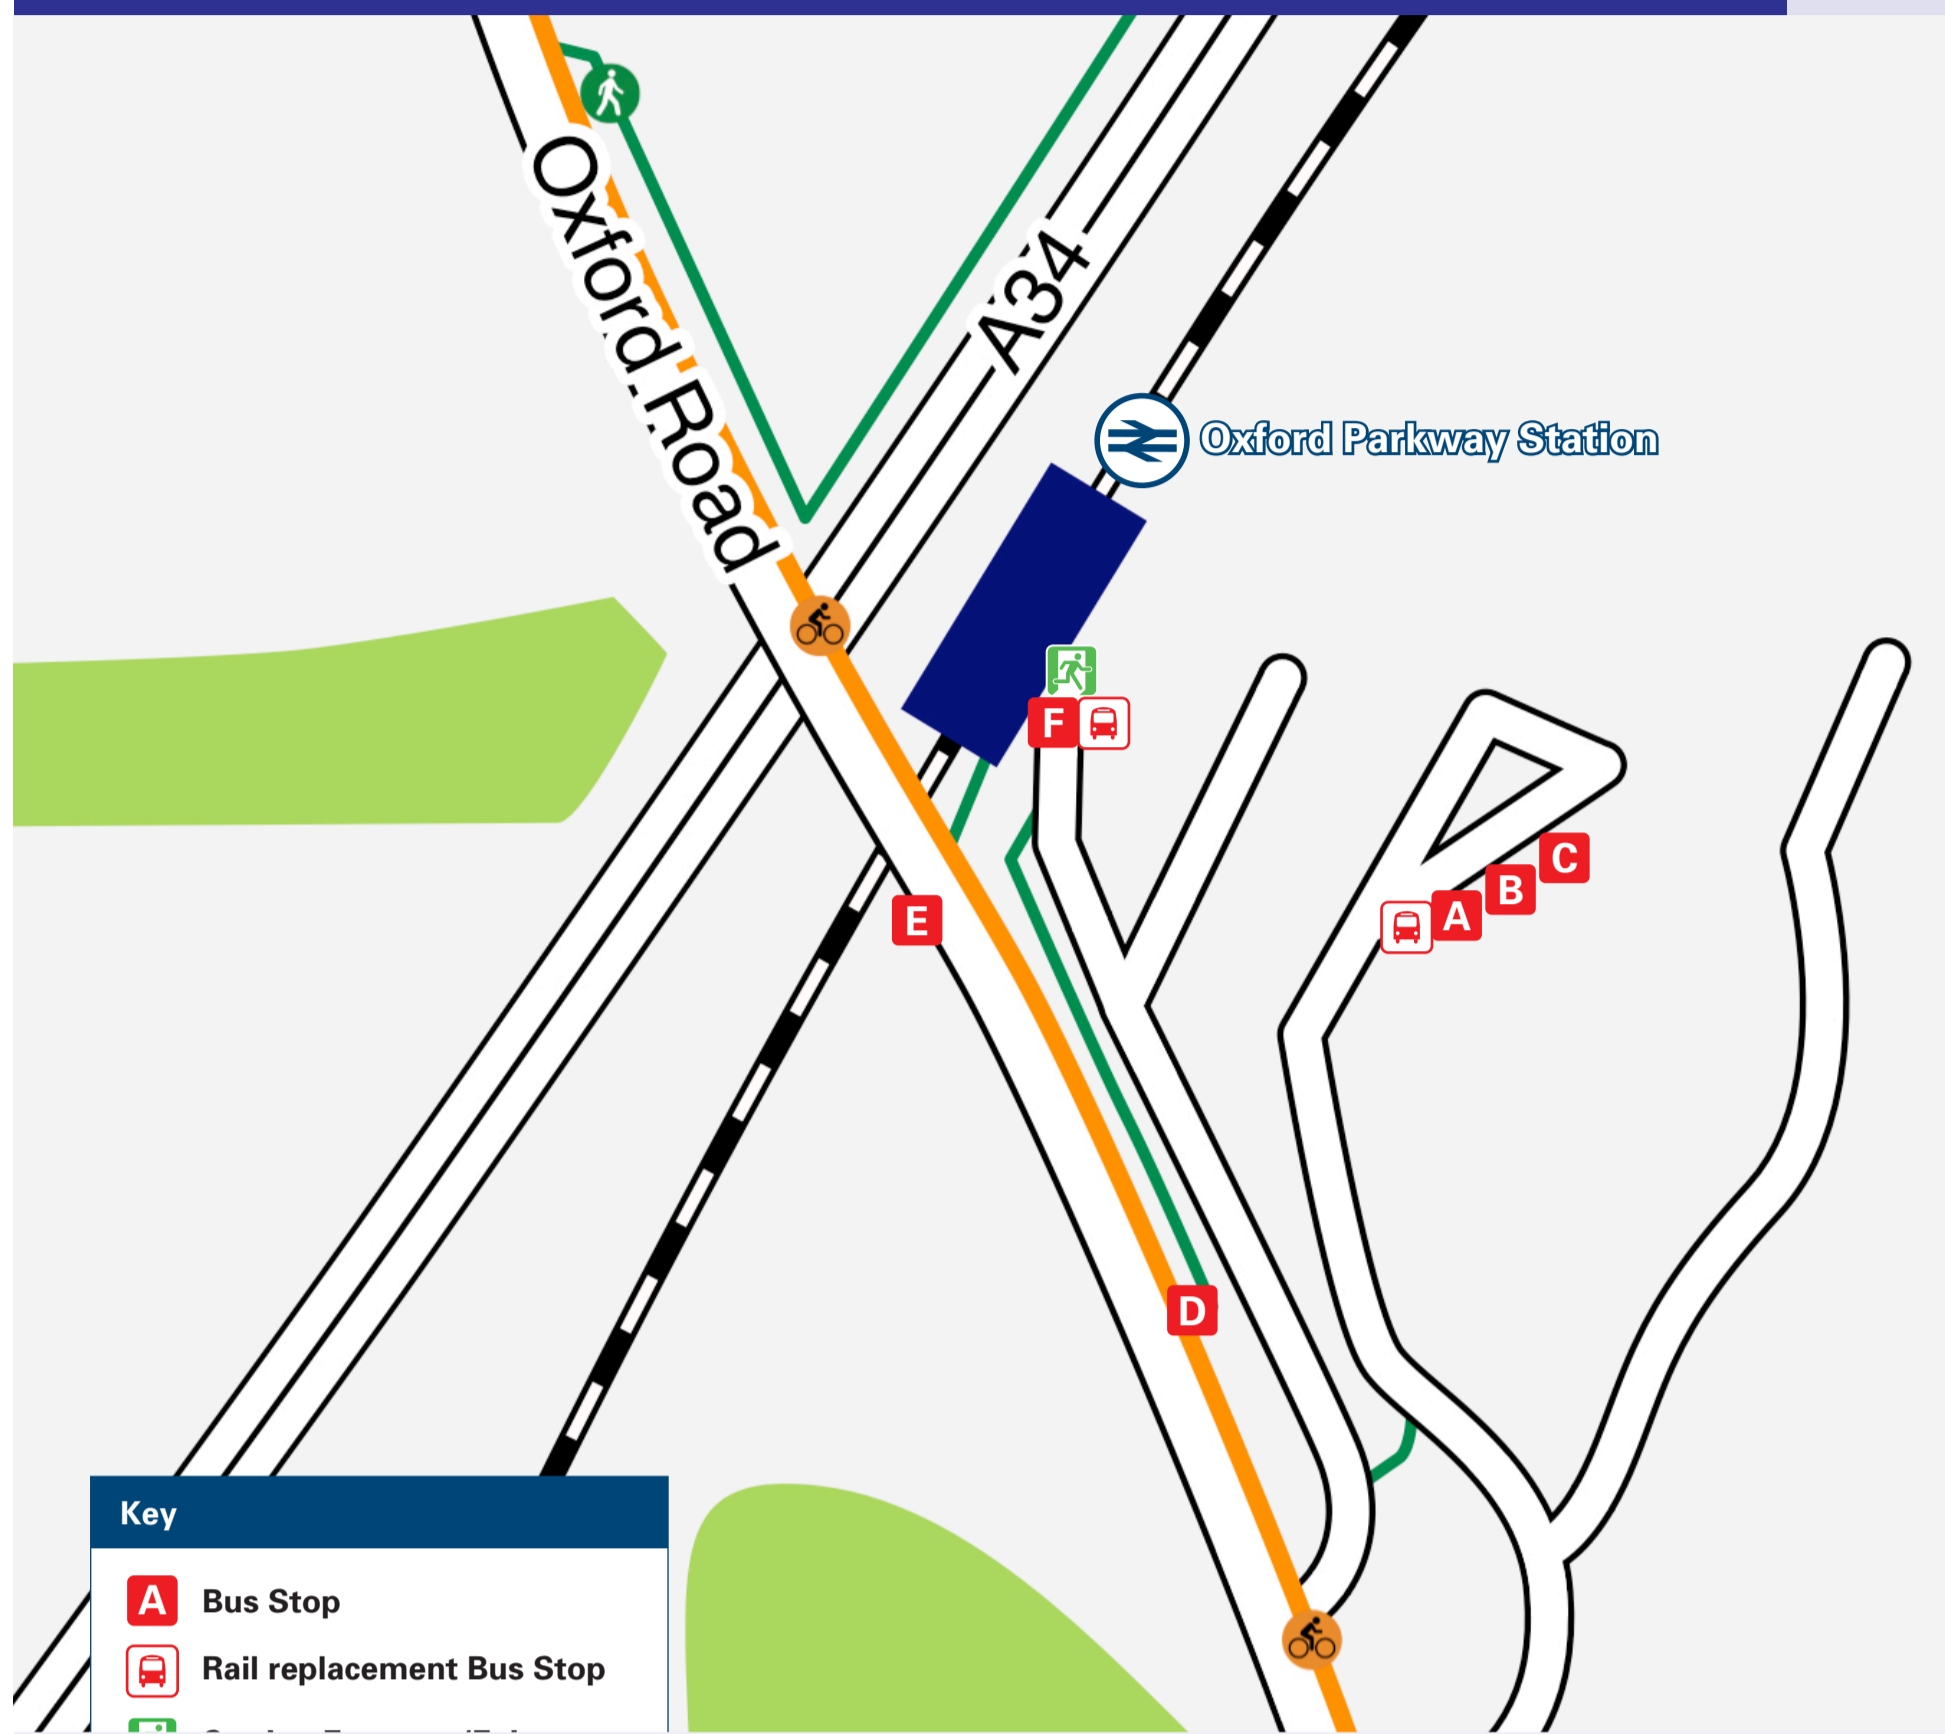 Oxford Road
A34
Oxford Parkway Station
F
C
B
A
E
D
Key
A Bus Stop
Rail replacement Bus Stop